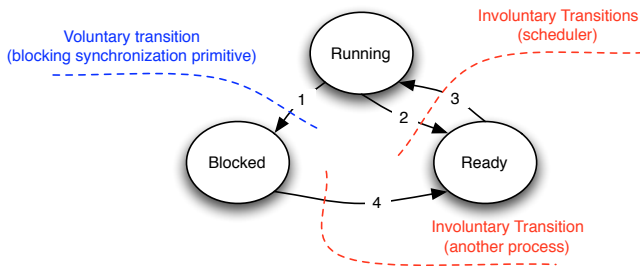 Voluntary transition
(blocking synchronization primitive)
Involuntary Transitions
(scheduler)
Running
1
2
3
Blocked
Ready
4
Involuntary Transition
(another process)